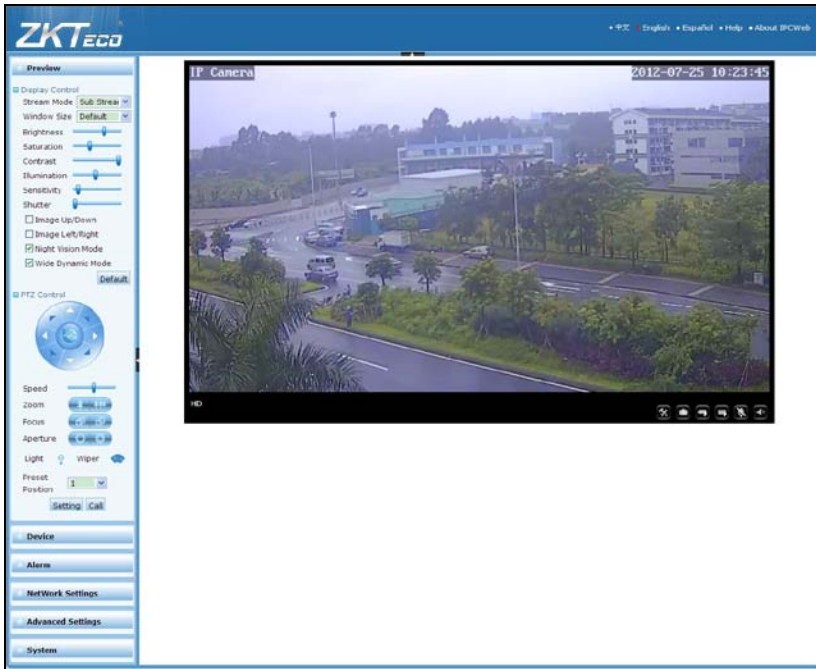 ZKTECO
• 中文 • English • Español • Help • About IPCWeb
Preview
Display Control
Stream Mode Sub Strea
Window Size Default
Brightness
Saturation
Contrast
Illumination
Sensitivity
Shutter
Image Up/Down
Image Left/Right
Night Vision Mode
Wide Dynamic Mode
Default
PTZ Control
Speed
Zoom
Focus
Aperture
Light Wiper
Preset Position 1
Setting Call
Device
Alarm
NetWork Settings
Advanced Settings
System
IP Camera 2012-07-25 10:23:45
HD